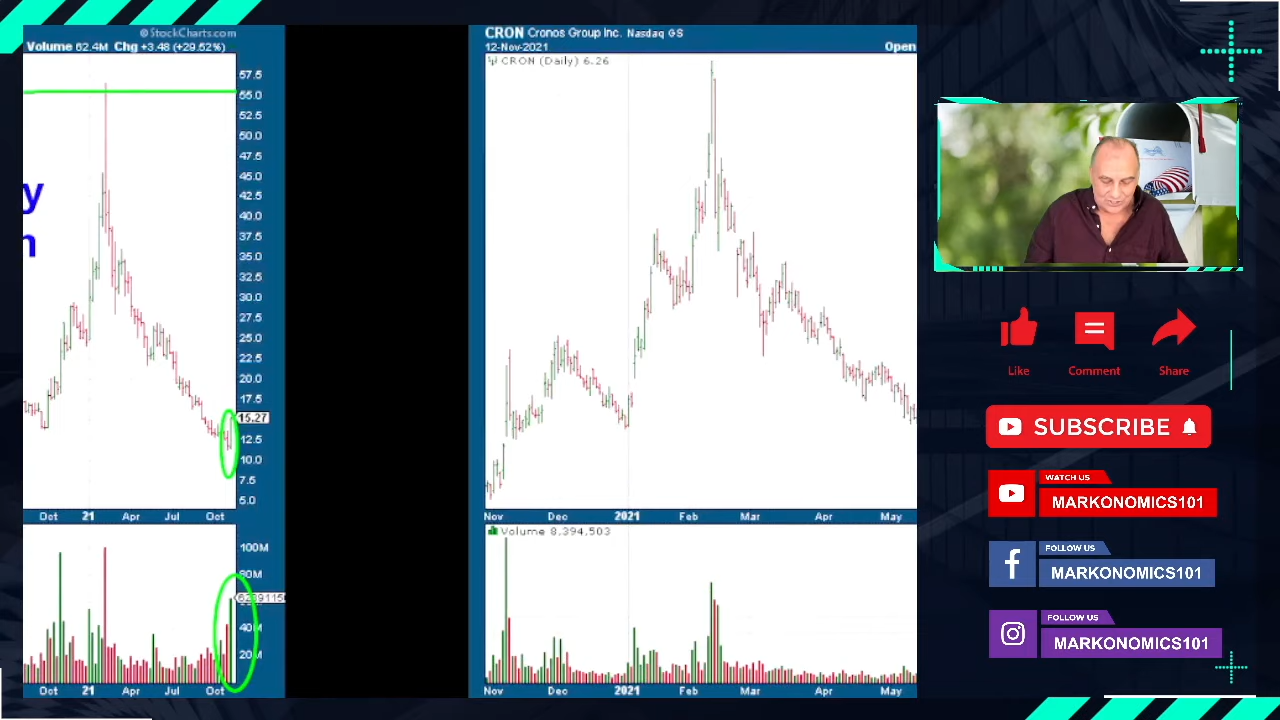 © StockCharts.com
Volume 62.4M Chg +3.48 (+29.52%)
57.5
55.0
52.5
50.0
47.5
45.0
42.5
40.0
37.5
35.0
32.5
30.0
27.5
25.0
22.5
20.0
17.5
15.27
12.5
10.0
7.5
5.0
y
n
Oct 21 Apr Jul Oct
100M
80M
40M
20M
Oct 21 Apr Jul Oct
CRON Cronos Group Inc. Nasdaq GS
12-Nov-2021 Open
CRON (Daily) 6.26
Nov Dec 2021 Feb Mar Apr May
Volume 8,394,503
Nov Dec 2021 Feb Mar Apr May
Like Comment Share
SUBSCRIBE
WATCH US
MARKONOMICS101
FOLLOW US
MARKONOMICS101
FOLLOW US
MARKONOMICS101